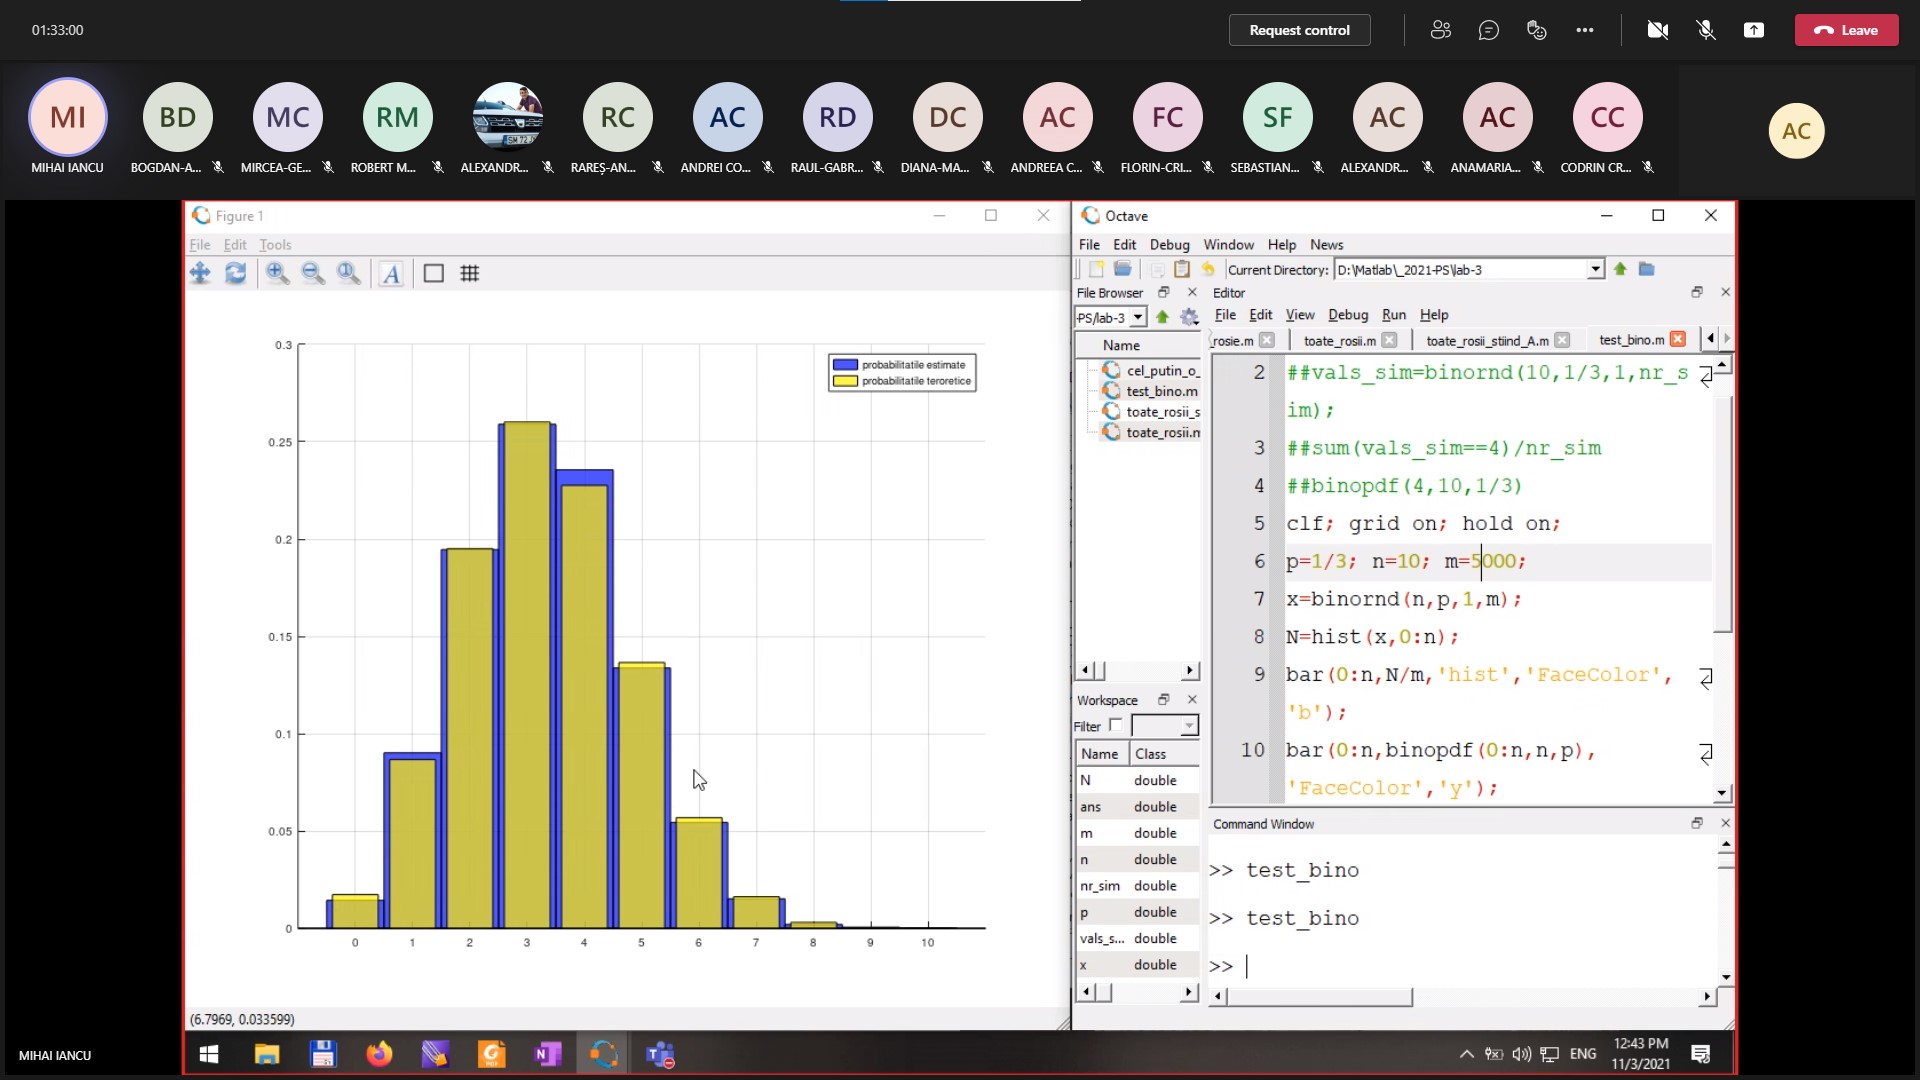 01:33:00
Request control
Leave
MI
BD
MC
RM
RC
AC
RD
DC
AC
FC
SF
AC
AC
CC
AC
MIHAI IANCU
BOGDAN-A...
MIRCEA-GE...
ROBERT M...
ALEXANDR...
RAREȘ-AN...
ANDREI CO...
RAUL-GABR...
DIANA-MA...
ANDREEA C...
FLORIN-CRI...
SEBASTIAN...
ALEXANDR...
ANAMARIA...
CODRIN CR...
Figure 1
File Edit Tools
A
0.3
0.25
0.2
0.15
0.1
0.05
0
0 1 2 3 4 5 6 7 8 9 10
probabilitatile estimate
probabilitatile teroretice
(6.7969, 0.033599)
Octave
File Edit Debug Window Help News
Current Directory: D:\Matlab\_2021-PS\lab-3
File Browser
PS/lab-3
Name
cel_putin_o_
test_bino.m
toate_rosii_s
toate_rosii.m
Workspace
Filter
Name Class
N double
ans double
m double
n double
nr_sim double
p double
vals_s... double
x double
Editor
File Edit View Debug Run Help
rosie.m toate_rosii.m toate_rosii_stiind_A.m test_bino.m
2 ##vals_sim=binornd(10,1/3,1,nr_s
im);
3 ##sum(vals_sim==4)/nr_sim
4 ##binopdf(4,10,1/3)
5 clf; grid on; hold on;
6 p=1/3; n=10; m=5000;
7 x=binornd(n,p,1,m);
8 N=hist(x,0:n);
9 bar(0:n,N/m,'hist','FaceColor',
'b');
10 bar(0:n,binopdf(0:n,n,p),
'FaceColor','y');
Command Window
>> test_bino
>> test_bino
>>
MIHAI IANCU
ENG
12:43 PM
11/3/2021